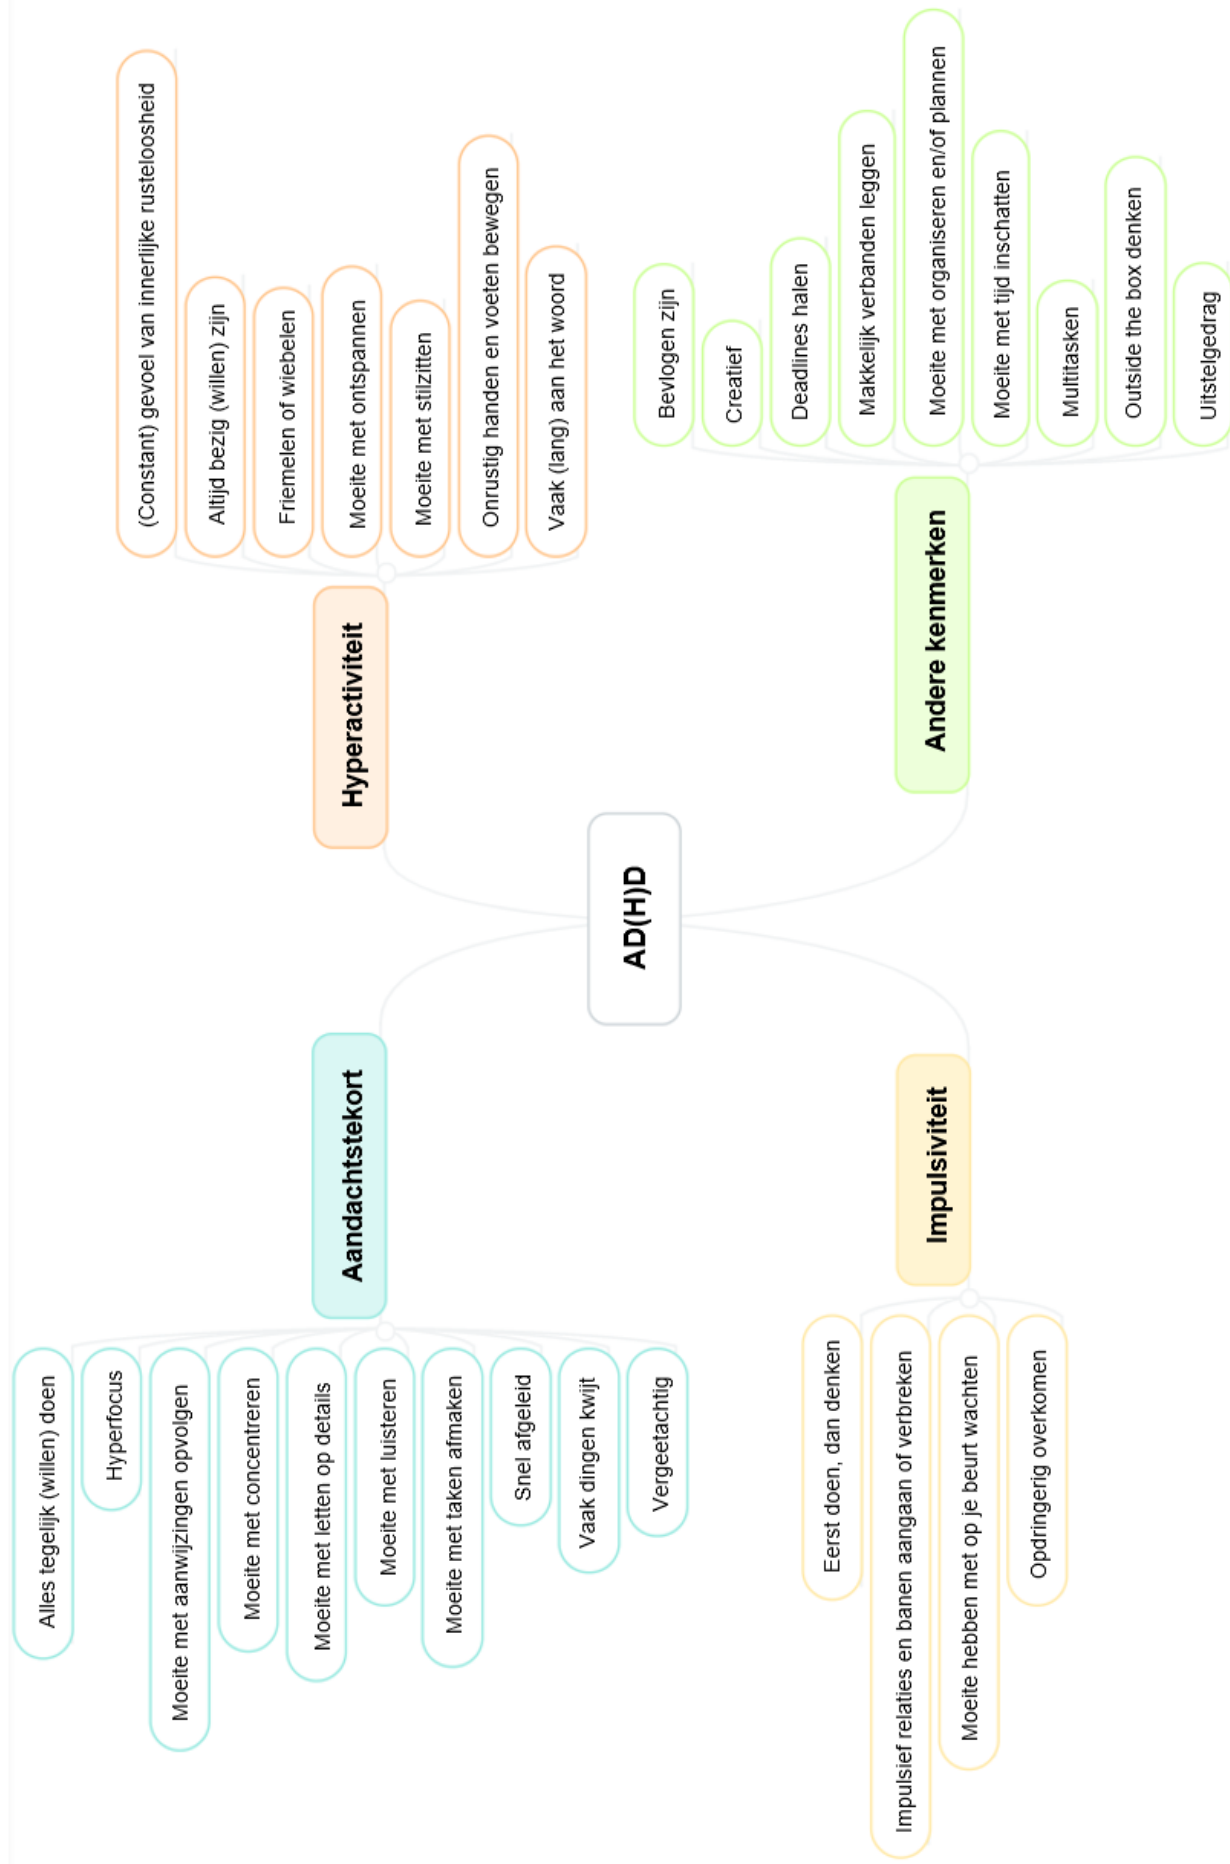 AD(H)D
Aandachtstekort
Alles tegelijk (willen) doen
Hyperfocus
Moeite met aanwijzingen opvolgen
Moeite met concentreren
Moeite met letten op details
Moeite met luisteren
Moeite met taken afmaken
Snel afgeleid
Vaak dingen kwijt
Vergeetachtig
Hyperactiviteit
(Constant) gevoel van innerlijke rusteloosheid
Altijd bezig (willen) zijn
Friemelen of wiebelen
Moeite met ontspannen
Moeite met stilzitten
Onrustig handen en voeten bewegen
Vaak (lang) aan het woord
Impulsiviteit
Eerst doen, dan denken
Impulsief relaties en banen aangaan of verbreken
Moeite hebben met op je beurt wachten
Opdringerig overkomen
Andere kenmerken
Bevlogen zijn
Creatief
Deadlines halen
Makkelijk verbanden leggen
Moeite met organiseren en/of plannen
Moeite met tijd inschatten
Multitasken
Outside the box denken
Uitstelgedrag